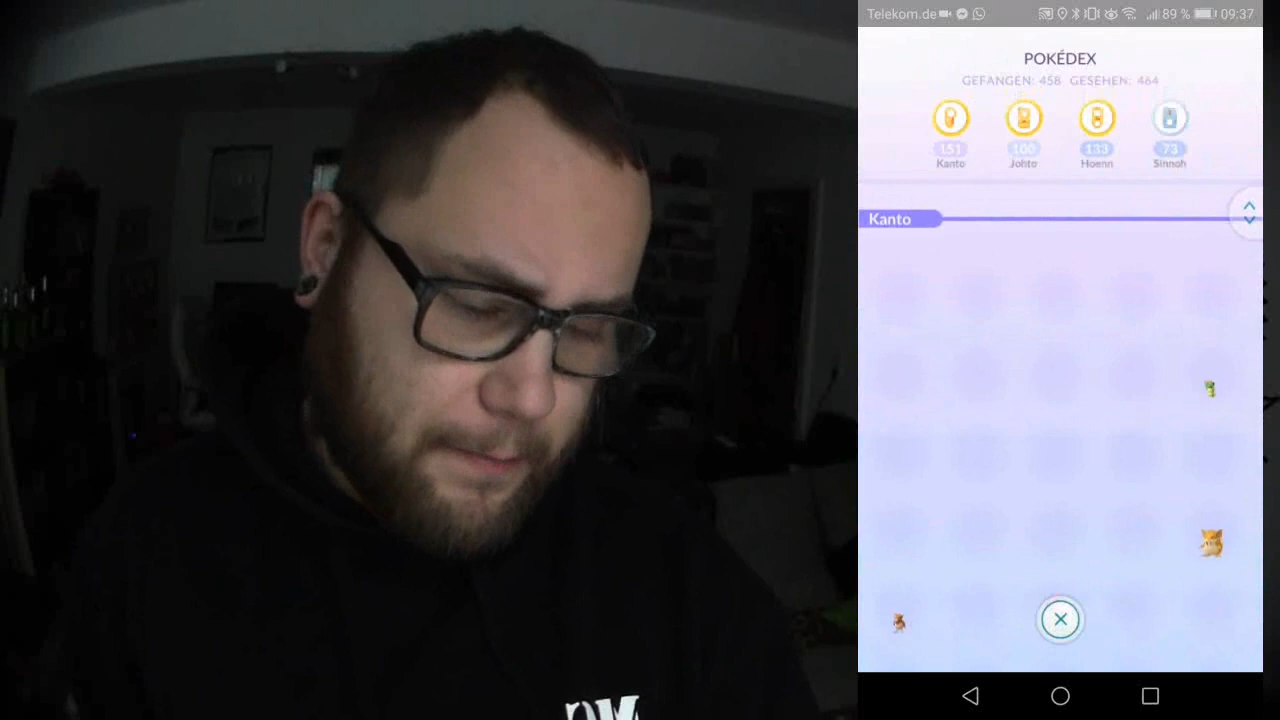 Telekom.de 89 % 09:37
POKÉDEX
GEFANGEN: 458 GESEHEN: 464
151 100 133 73
Kanto Johto Hoenn Sinnoh
Kanto